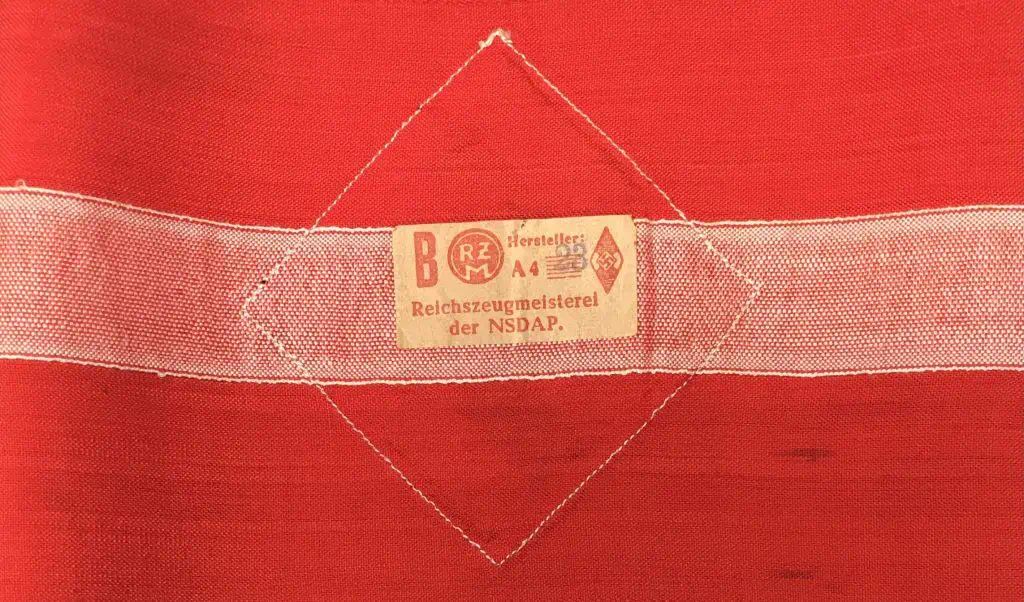 B RZM Hersteller:
A4 23
Reichszeugmeisterei
der NSDAP.